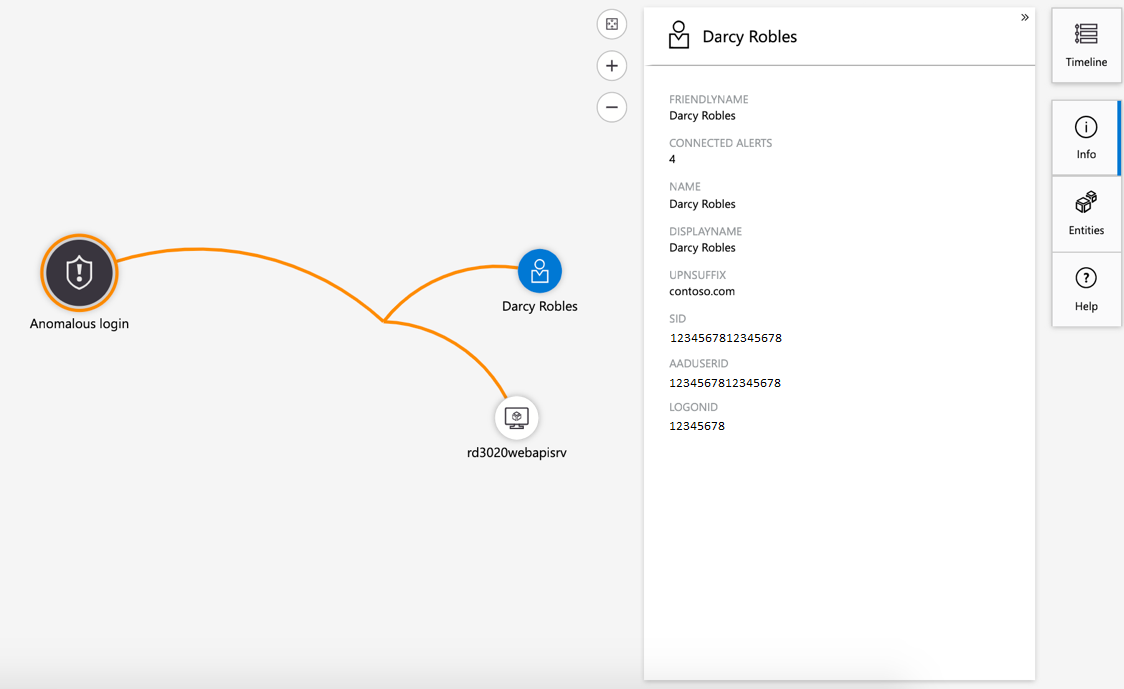 Anomalous login
Darcy Robles
rd3020webapisrv
Darcy Robles
FRIENDLYNAME
Darcy Robles
CONNECTED ALERTS
4
NAME
Darcy Robles
DISPLAYNAME
Darcy Robles
UPNSUFFIX
contoso.com
SID
1234567812345678
AADUSERID
1234567812345678
LOGONID
12345678
Timeline
Info
Entities
Help